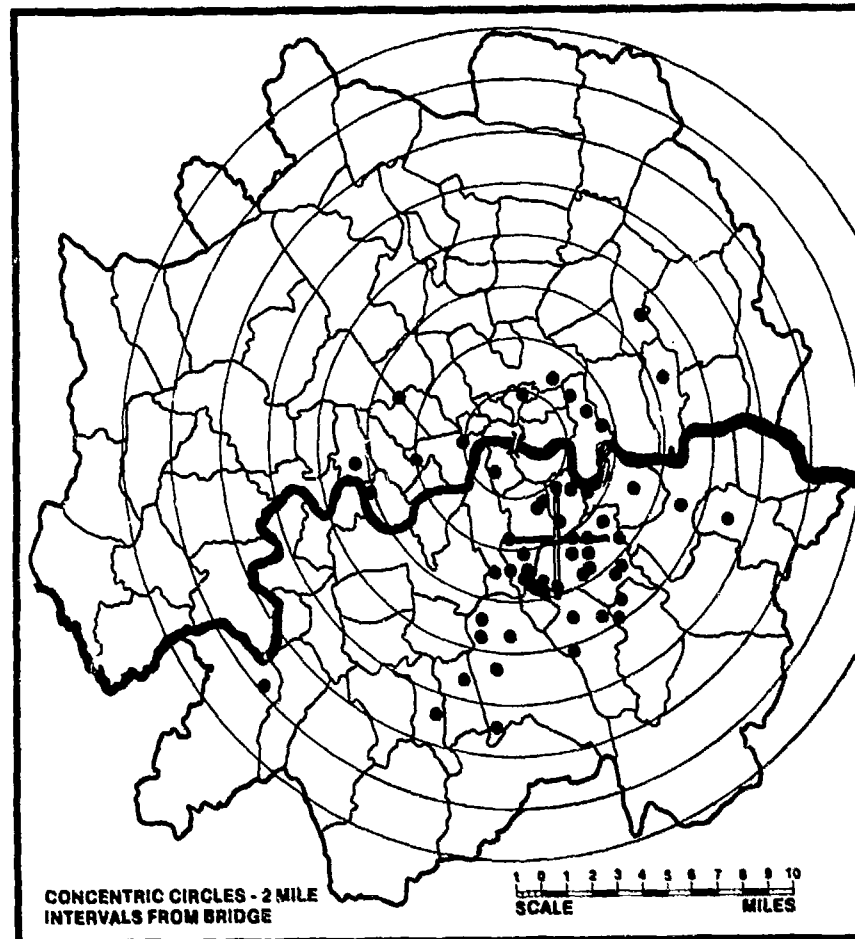 CONCENTRIC CIRCLES - 2 MILE
INTERVALS FROM BRIDGE
1 0 1 2 3 4 5 6 7 8 9 10
SCALE MILES